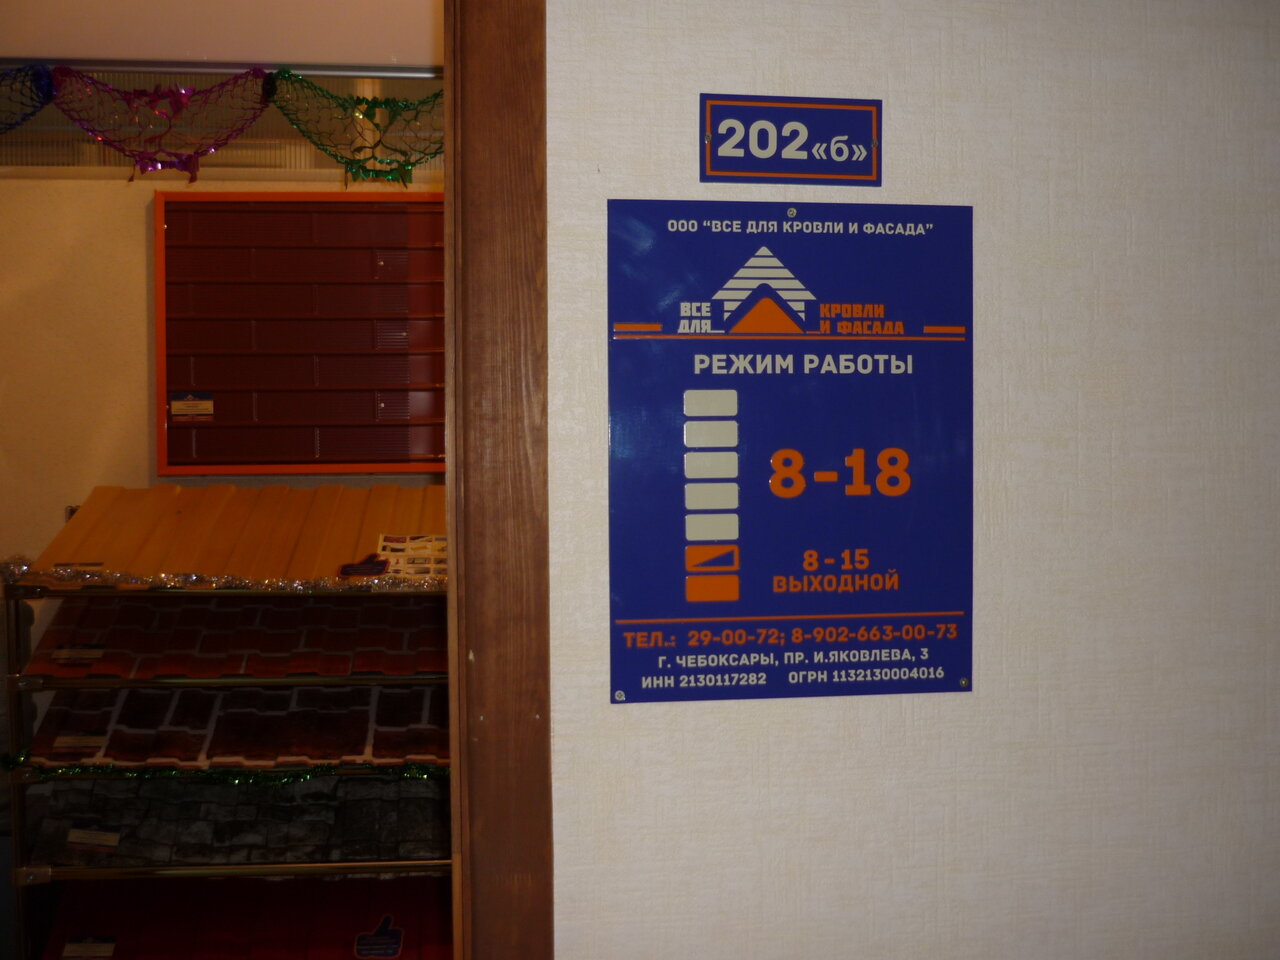 202«б»
ООО “ВСЕ ДЛЯ КРОВЛИ И ФАСАДА”
ВСЕ КРОВЛИ
ДЛЯ И ФАСАДА
РЕЖИМ РАБОТЫ
8-18
8-15
ВЫХОДНОЙ
ТЕЛ.: 29-00-72; 8-902-663-00-73
Г. ЧЕБОКСАРЫ, ПР. И.ЯКОВЛЕВА, 3
ИНН 2130117282 ОГРН 1132130004016